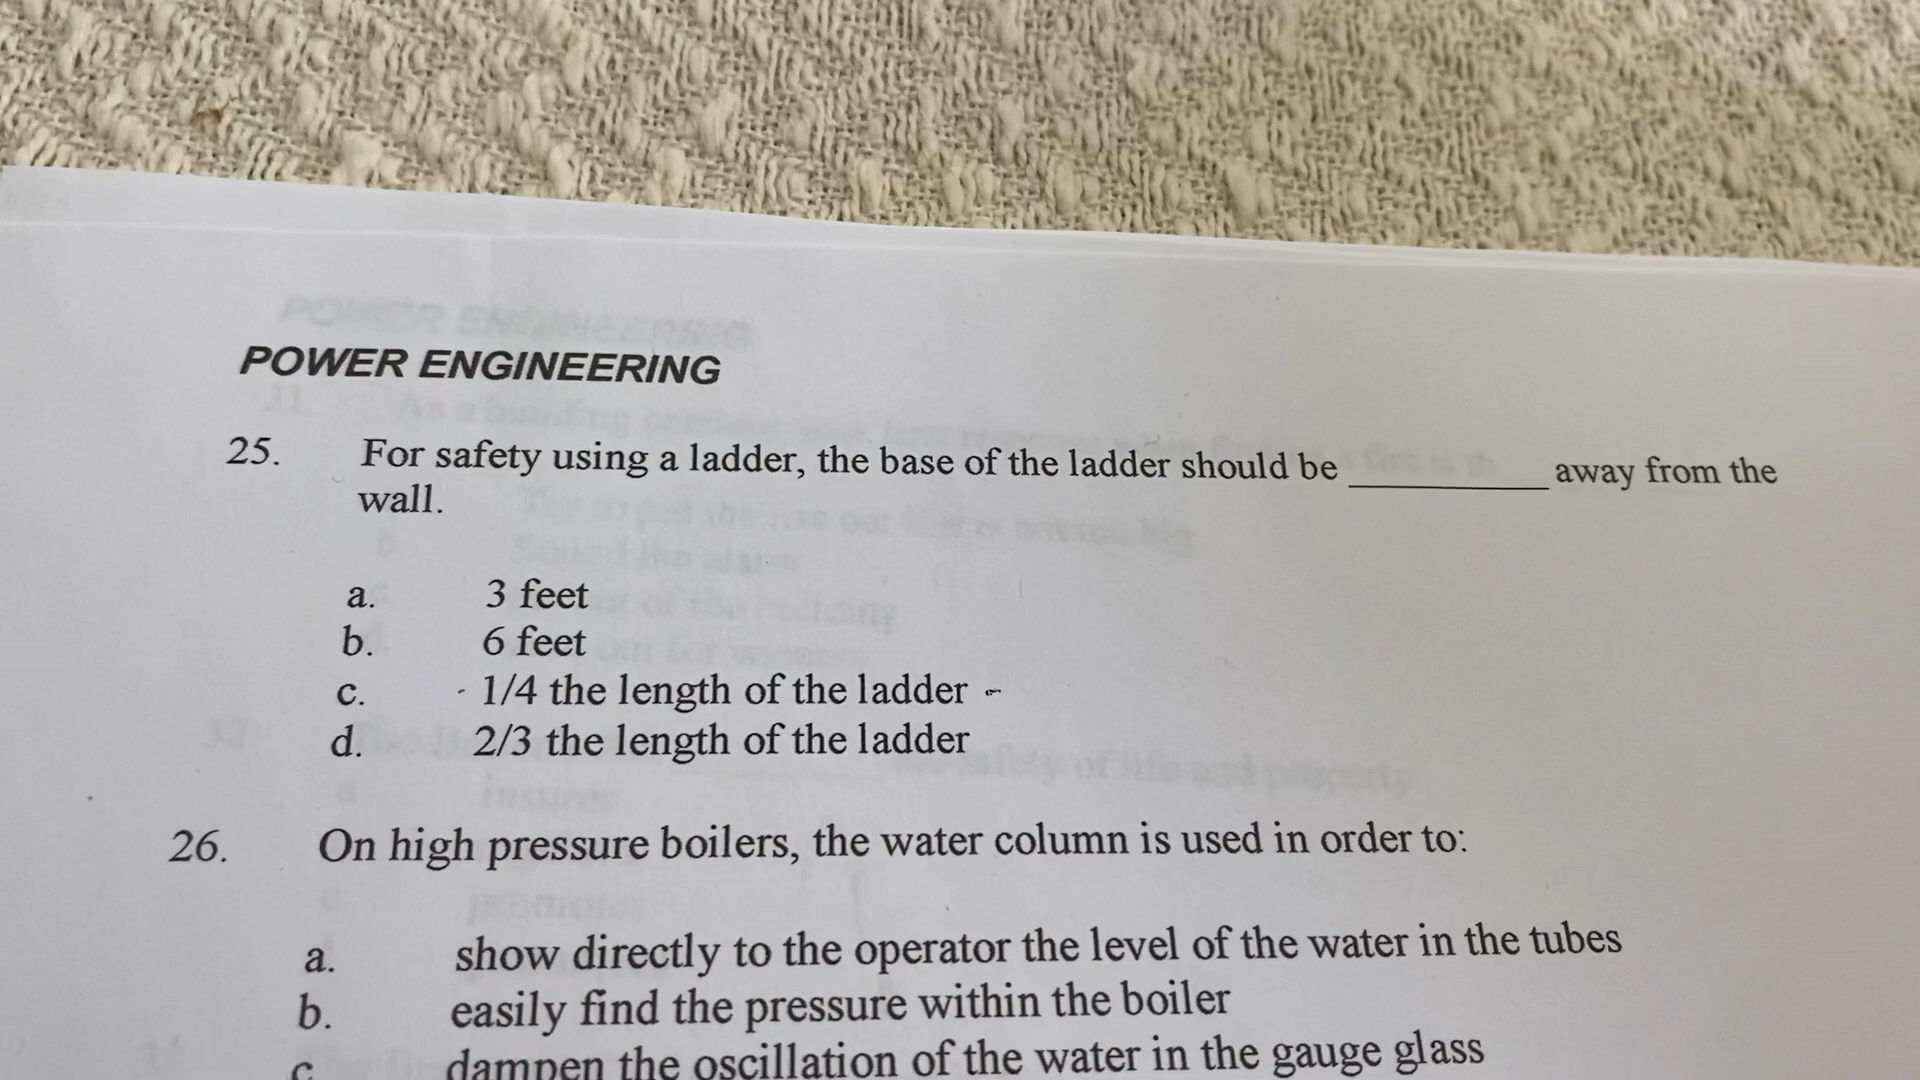 POWER ENGINEERING
25. For safety using a ladder, the base of the ladder should be __________ away from the
wall.
a. 3 feet
b. 6 feet
c. 1/4 the length of the ladder
d. 2/3 the length of the ladder
26. On high pressure boilers, the water column is used in order to:
a. show directly to the operator the level of the water in the tubes
b. easily find the pressure within the boiler
c dampen the oscillation of the water in the gauge glass